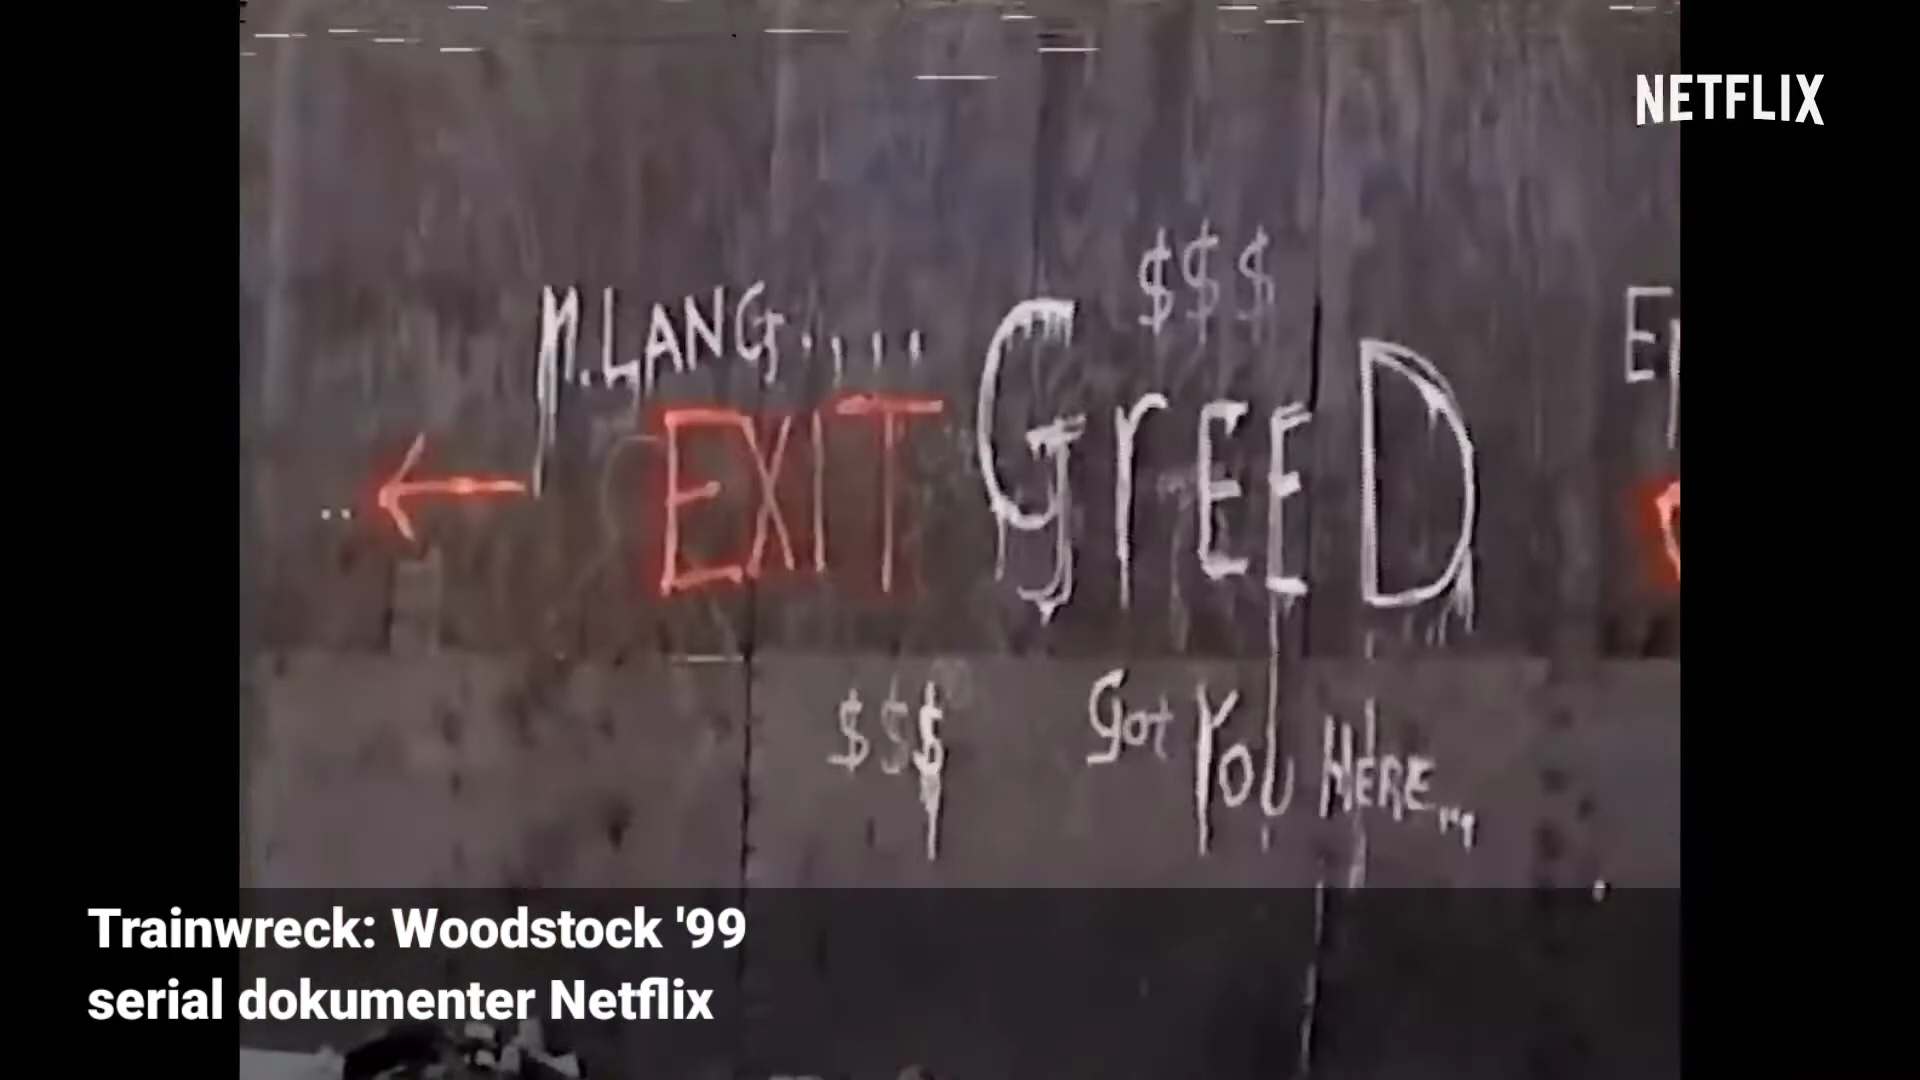 NETFLIX
$$$
M.LANG.,,,
GreeD
EXIT
←
$$$
Got YOU HERE...
Trainwreck: Woodstock '99
serial dokumenter Netflix